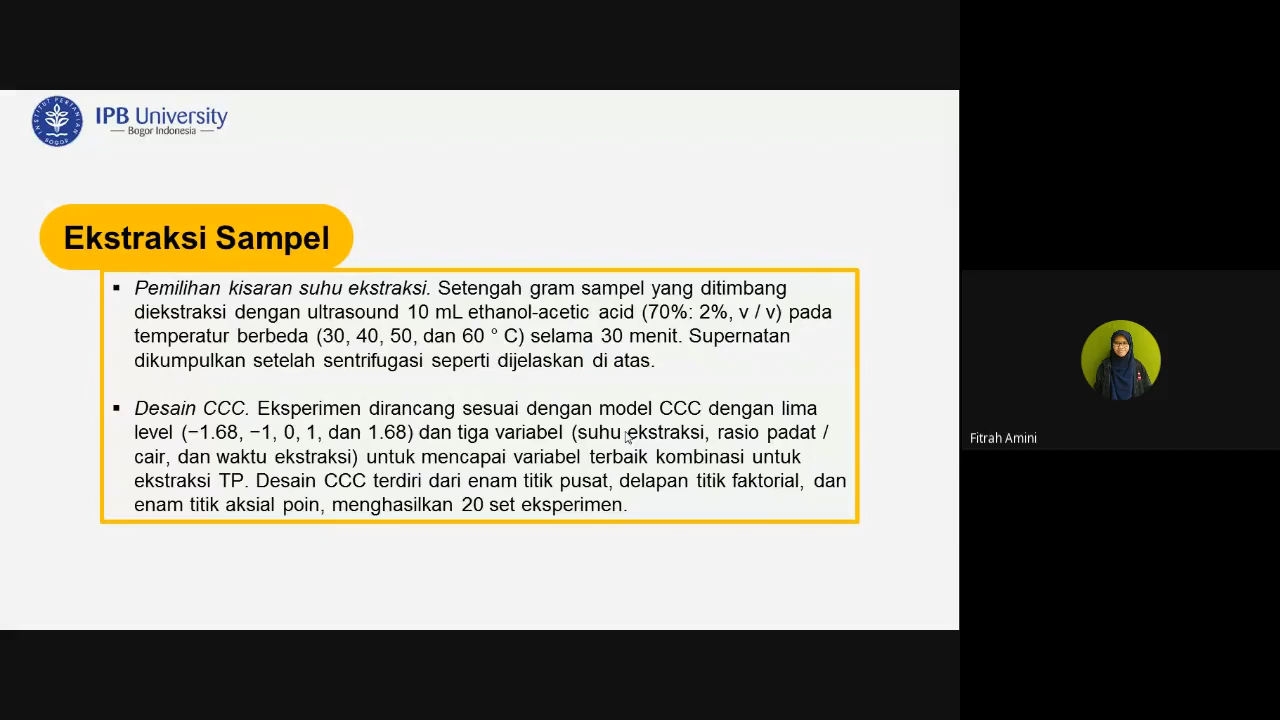 INSTITUT PERTANIAN BOGOR
IPB University
Bogor Indonesia
Ekstraksi Sampel
▪ Pemilihan kisaran suhu ekstraksi. Setengah gram sampel yang ditimbang
diekstraksi dengan ultrasound 10 mL ethanol-acetic acid (70%: 2%, v / v) pada
temperatur berbeda (30, 40, 50, dan 60 ° C) selama 30 menit. Supernatan
dikumpulkan setelah sentrifugasi seperti dijelaskan di atas.
▪ Desain CCC. Eksperimen dirancang sesuai dengan model CCC dengan lima
level (−1.68, −1, 0, 1, dan 1.68) dan tiga variabel (suhu ekstraksi, rasio padat /
cair, dan waktu ekstraksi) untuk mencapai variabel terbaik kombinasi untuk
ekstraksi TP. Desain CCC terdiri dari enam titik pusat, delapan titik faktorial, dan
enam titik aksial poin, menghasilkan 20 set eksperimen.
Fitrah Amini